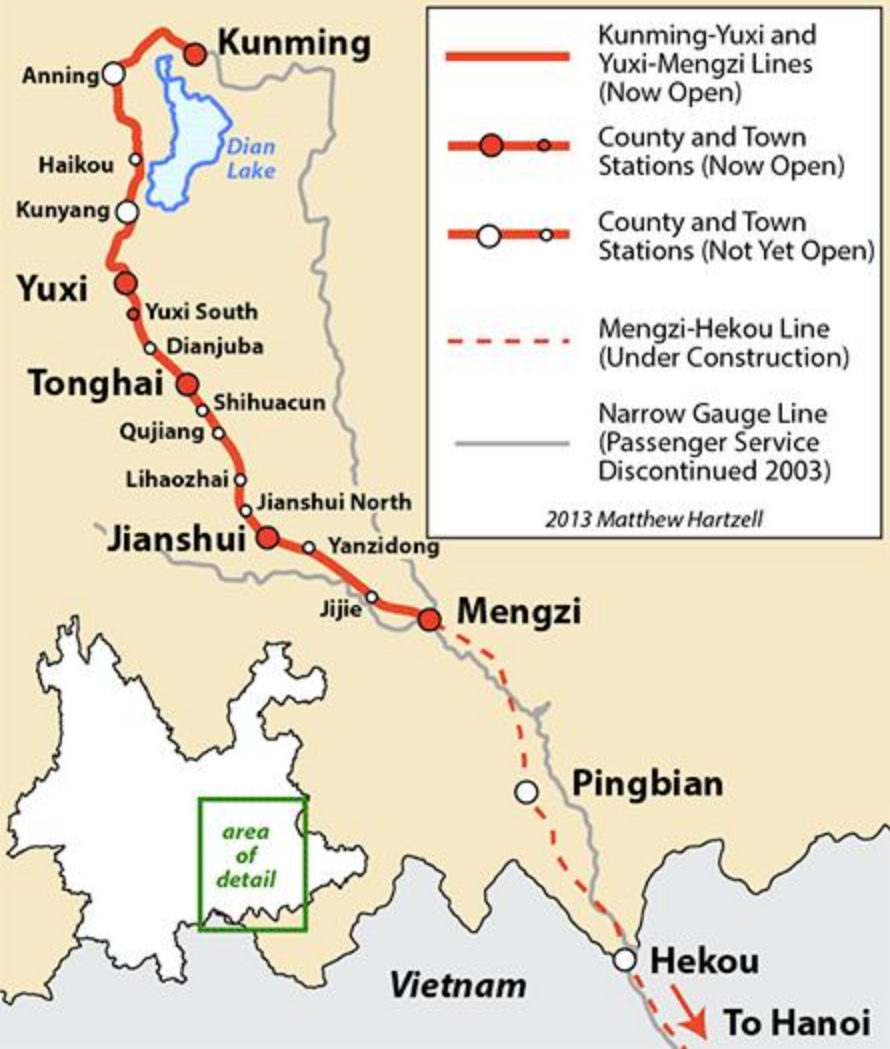 Kunming
Anning
Haikou
Dian
Lake
Kunyang
Yuxi
Yuxi South
Dianjuba
Tonghai
Shihuacun
Qujiang
Lihaozhai
Jianshui North
Jianshui
Yanzidong
Jijie
Mengzi
Pingbian
Hekou
To Hanoi
Vietnam
area
of
detail
Kunming-Yuxi and
Yuxi-Mengzi Lines
(Now Open)
County and Town
Stations (Now Open)
County and Town
Stations (Not Yet Open)
Mengzi-Hekou Line
(Under Construction)
Narrow Gauge Line
(Passenger Service
Discontinued 2003)
2013 Matthew Hartzell